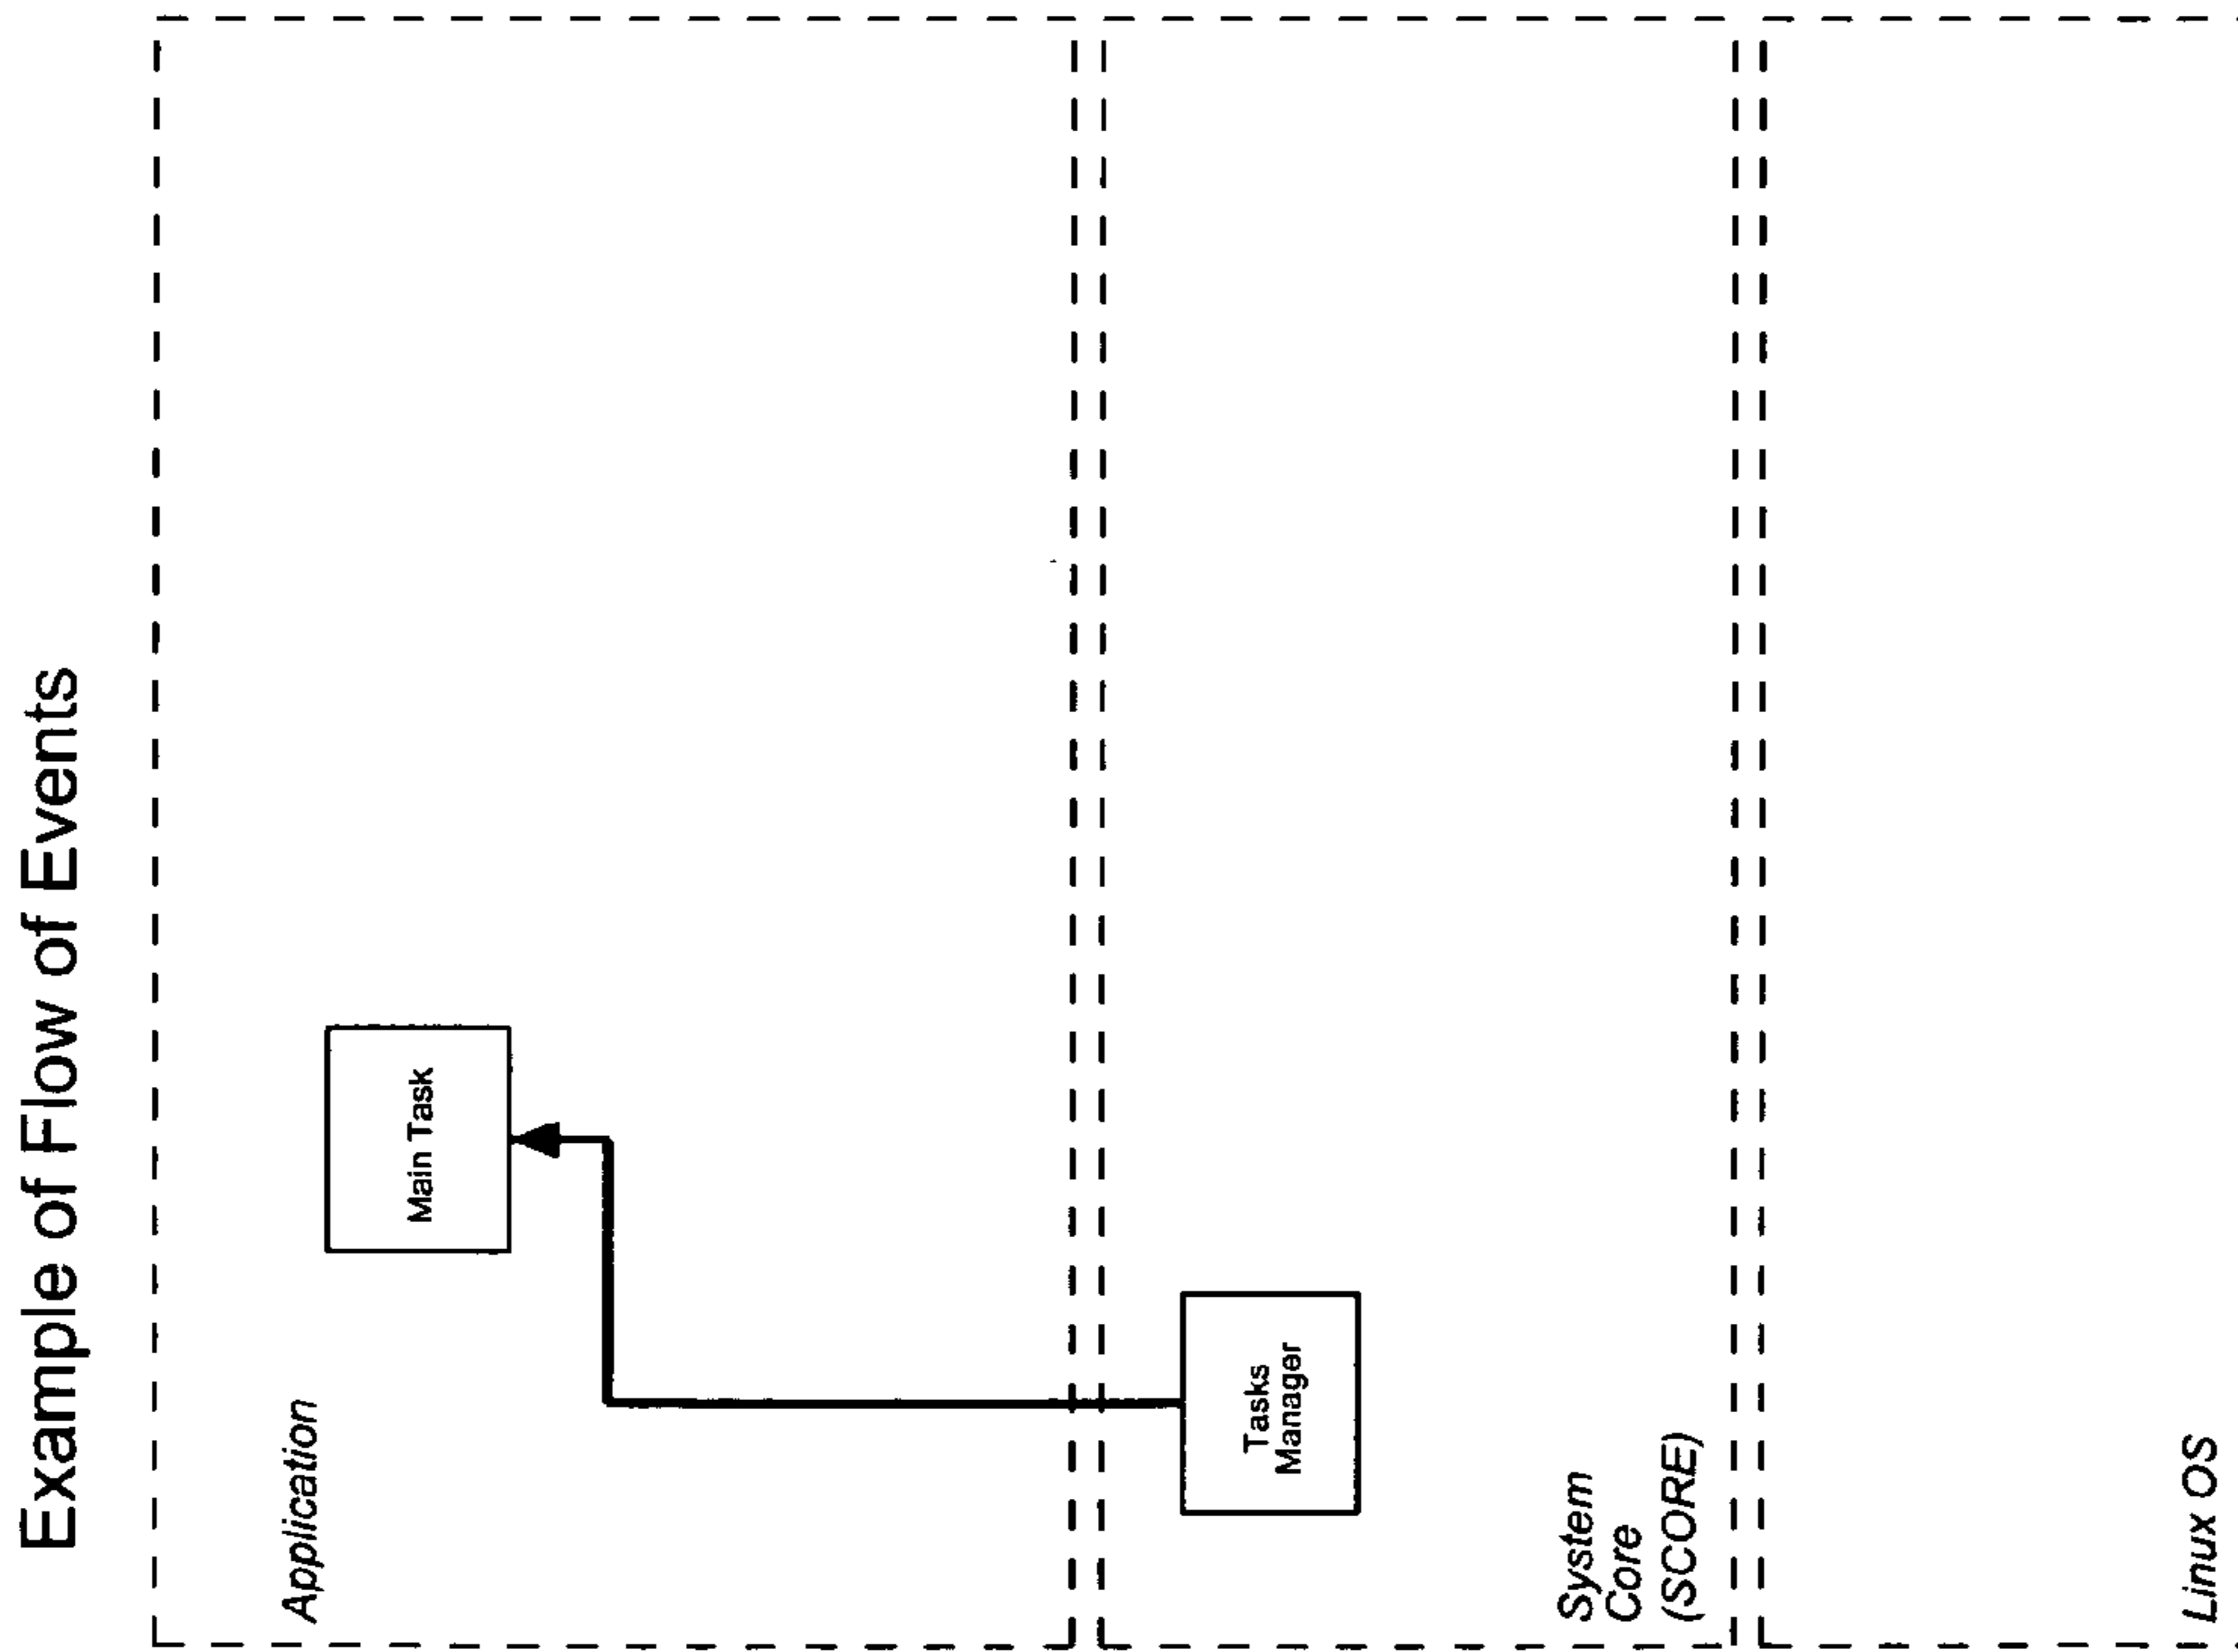 Example of Flow of Events
Application
Main Task
Tasks
Manager
System
Core
(SCORE)
Linux OS